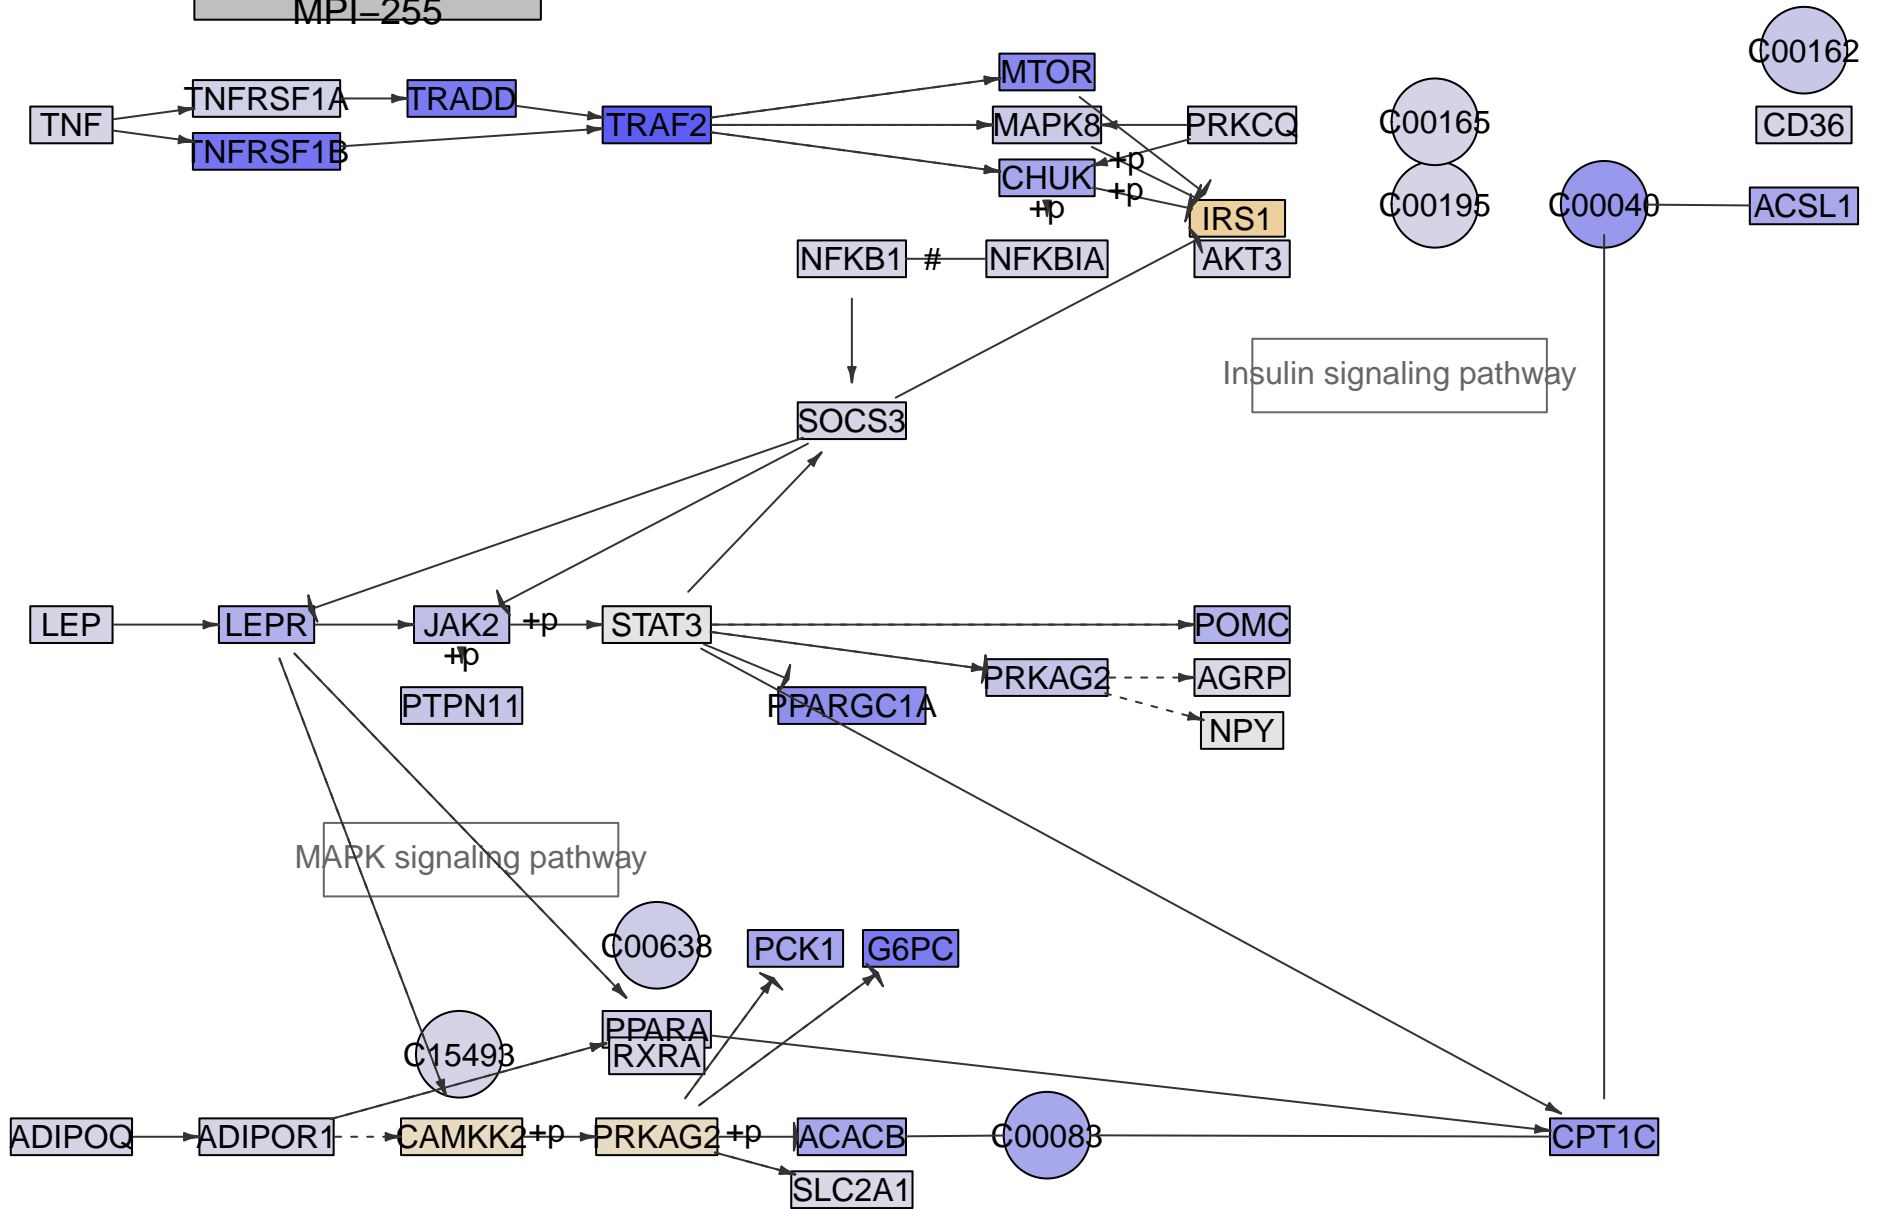 MPI−255
C00162
MTOR
TNFRSF1A
TRADD
TNF
TRAF2
MAPK8
PRKCQ
C00165
CD36
TNFRSF1B
+p
CHUK
+p
+p
IRS1
C00195
C00040
ACSL1
NFKB1
#
NFKBIA
AKT3
Insulin signaling pathway
SOCS3
LEP
LEPR
JAK2
+p
STAT3
POMC
+p
PRKAG2
AGRP
PTPN11
PPARGC1A
NPY
MAPK signaling pathway
C00638
PCK1
G6PC
PPARA
RXRA
C15493
ADIPOQ
ADIPOR1
CAMKK2
+p
PRKAG2
+p
ACACB
C00083
CPT1C
SLC2A1